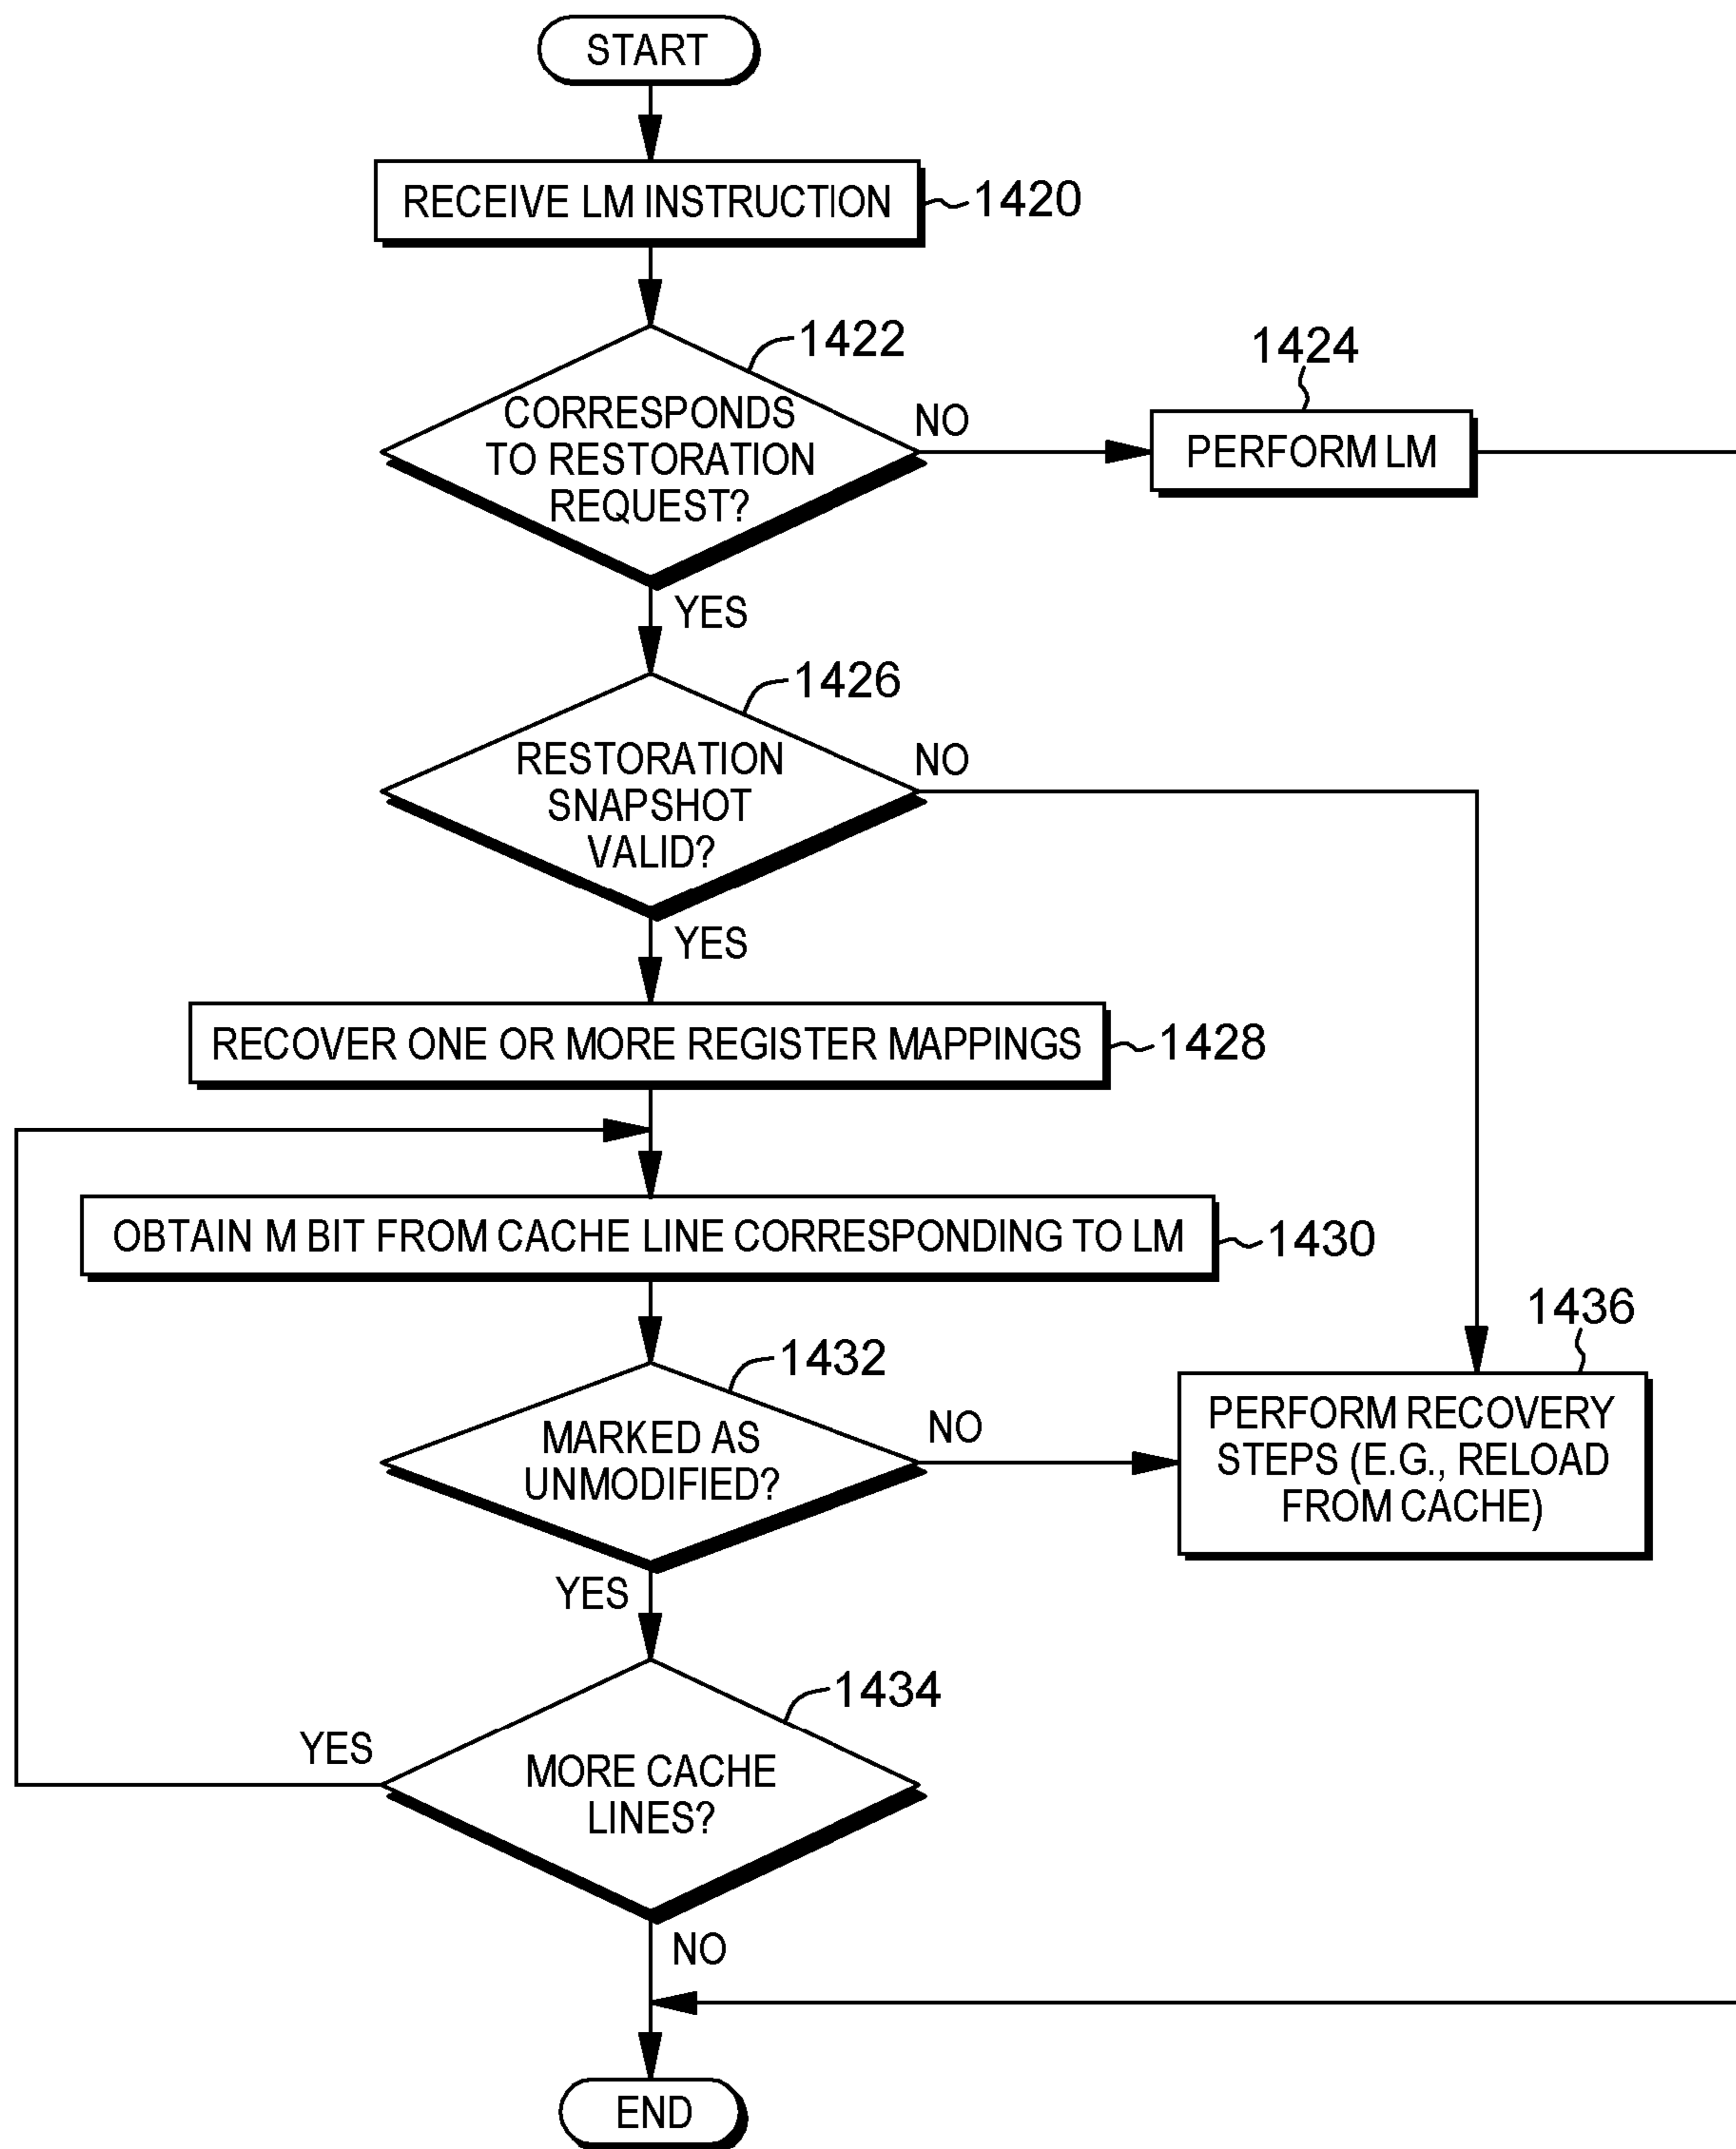 START
RECEIVE LM INSTRUCTION
1420
1422
CORRESPONDS
TO RESTORATION
REQUEST?
NO
1424
PERFORM LM
YES
1426
RESTORATION
SNAPSHOT
VALID?
NO
YES
RECOVER ONE OR MORE REGISTER MAPPINGS
1428
OBTAIN M BIT FROM CACHE LINE CORRESPONDING TO LM
1430
1432
MARKED AS
UNMODIFIED?
NO
1436
PERFORM RECOVERY
STEPS (E.G., RELOAD
FROM CACHE)
YES
1434
MORE CACHE
LINES?
YES
NO
END